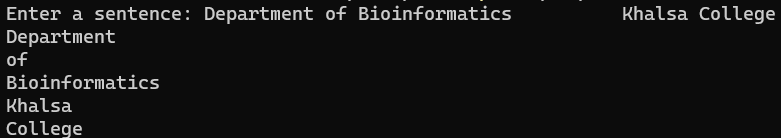 Enter a sentence: Department of Bioinformatics          Khalsa College
Department
of
Bioinformatics
Khalsa
College